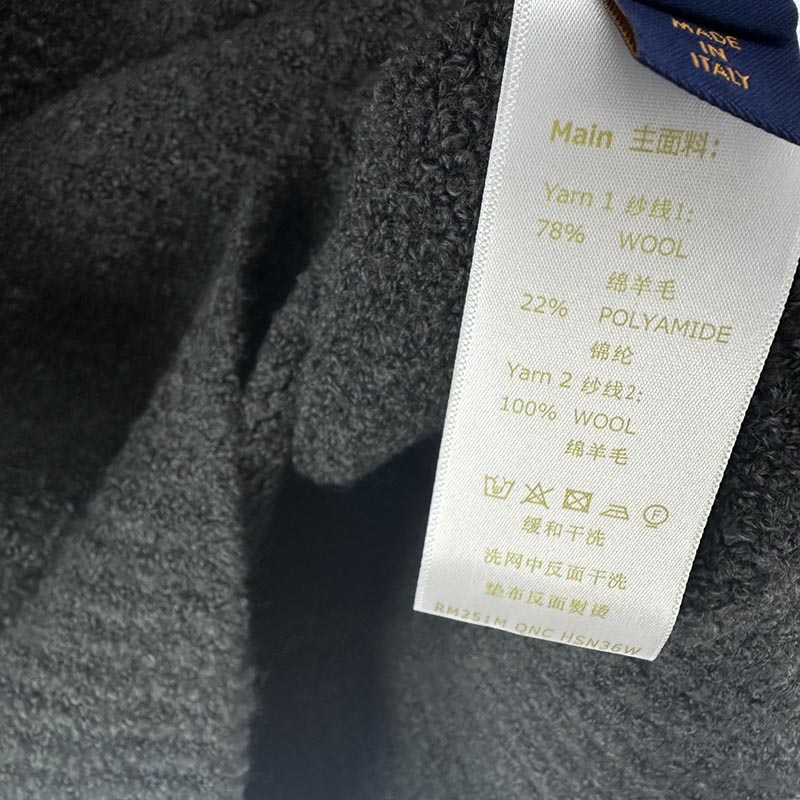 MADE
IN
ITALY
Main 主面料:
Yarn 1 纱线1:
78% WOOL
绵羊毛
22% POLYAMIDE
锦纶
Yarn 2 纱线2:
100% WOOL
绵羊毛
F
缓和干洗
洗网中反面干洗
垫布反面熨烫
RM251M QNC HSN36W